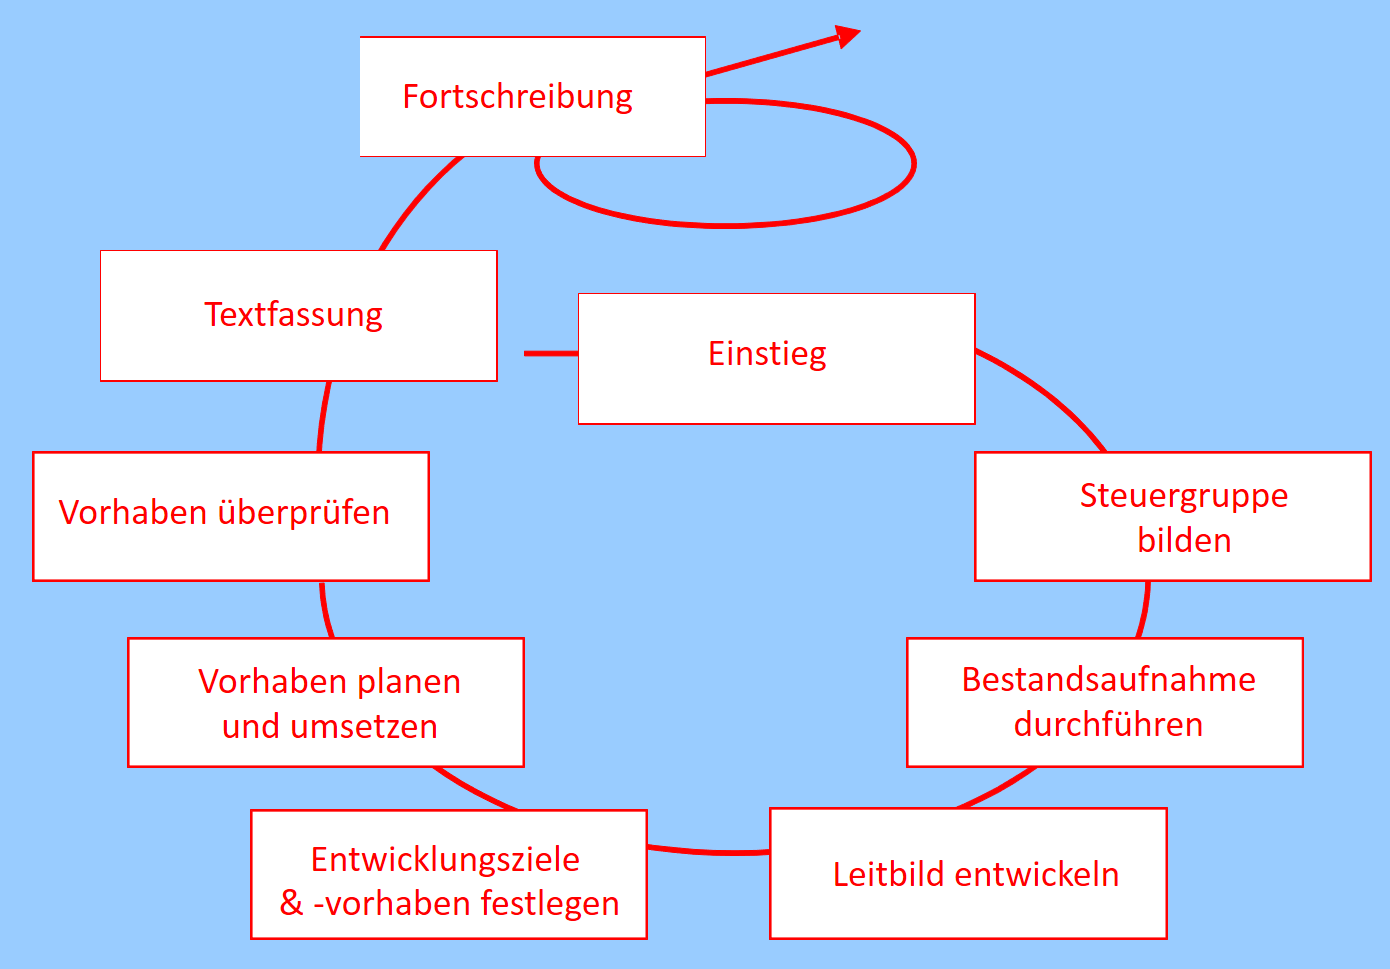 Fortschreibung
Textfassung
Einstieg
Vorhaben überprüfen
Steuergruppe
bilden
Vorhaben planen
und umsetzen
Bestandsaufnahme
durchführen
Entwicklungsziele
& -vorhaben festlegen
Leitbild entwickeln